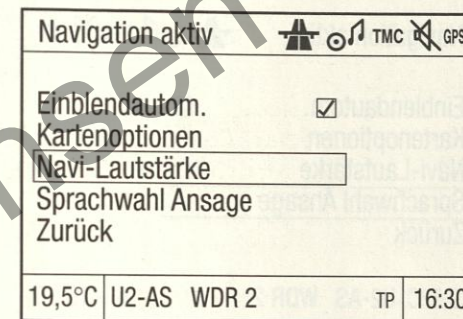 Navigation aktiv TMC GPS
Einblendautom.
Kartenoptionen
Navi-Lautstärke
Sprachwahl Ansage
Zurück
19,5°C U2-AS WDR 2 TP 16:30